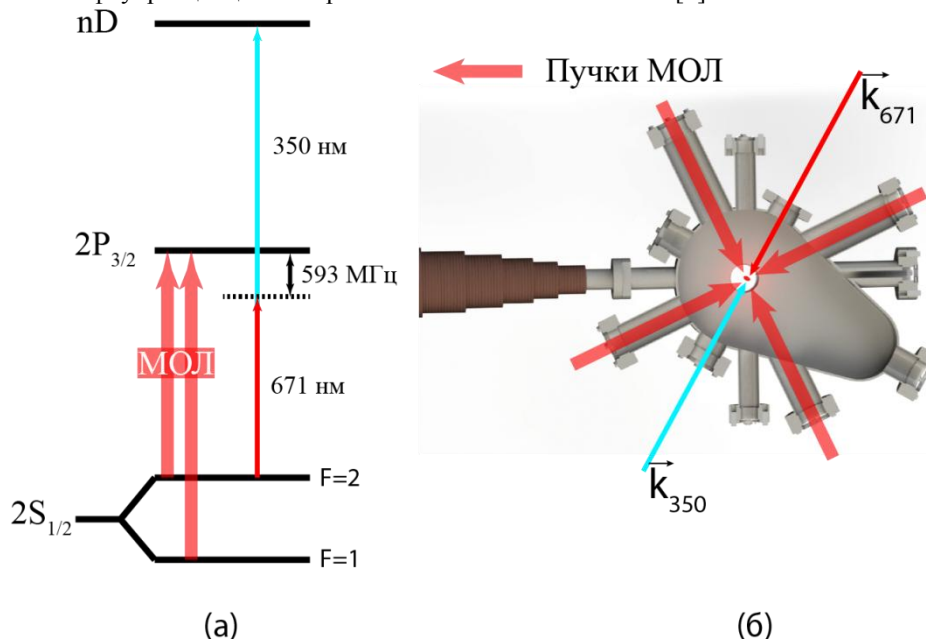 nD
350 нм
2P3/2
593 МГц
МОЛ
671 нм
F=2
2S1/2
F=1
(а)
Пучки МОЛ
k671
k350
(б)